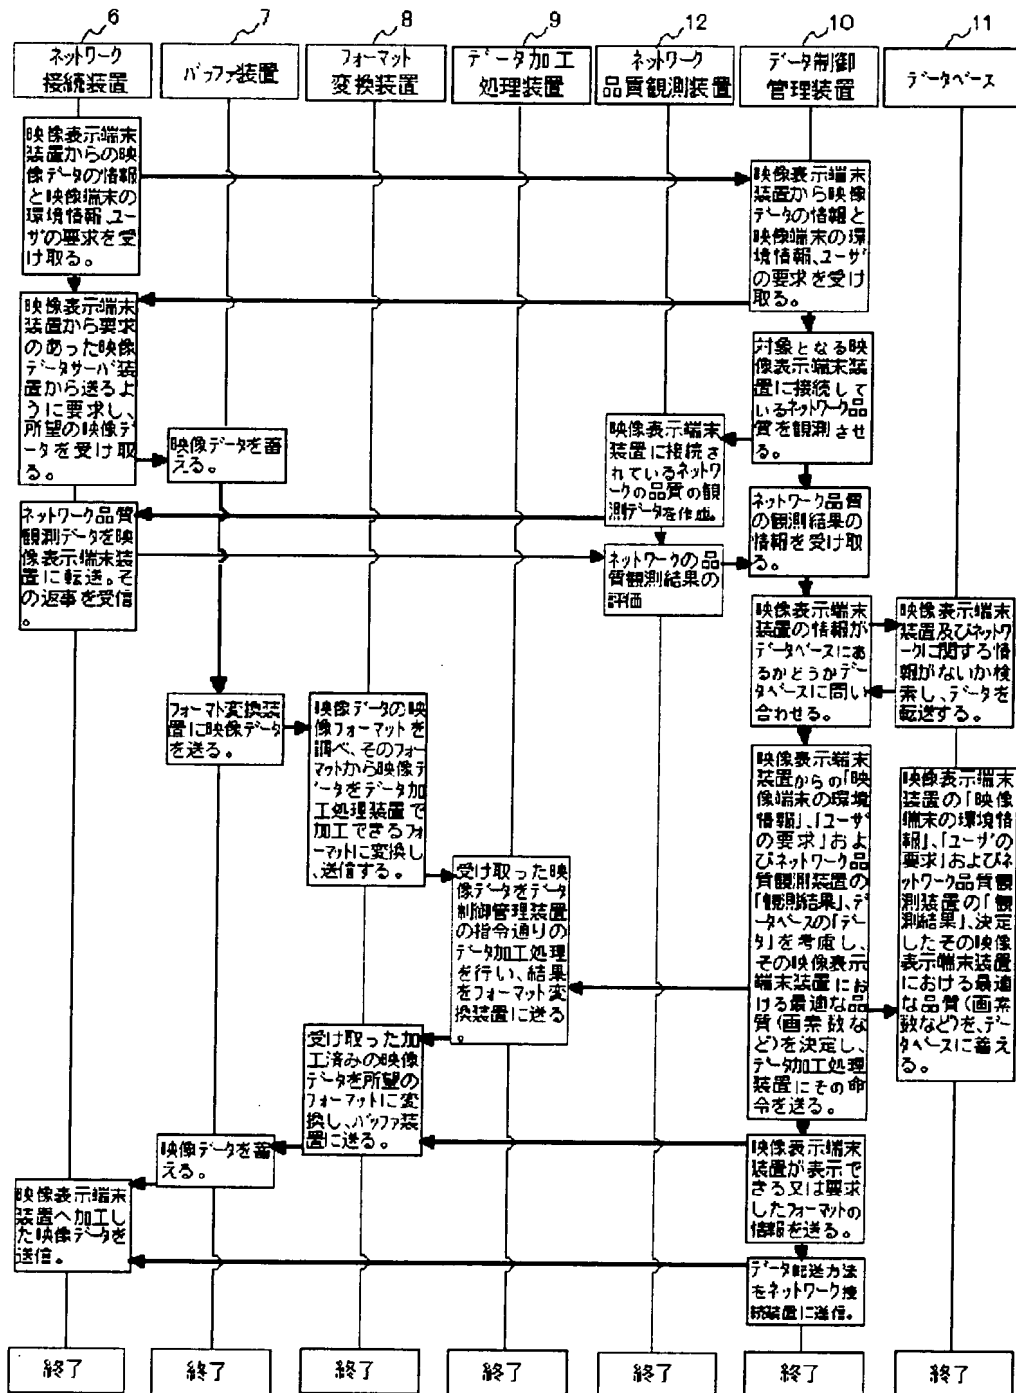 6
7
8
9
12
10
11
ネットワーク
接続装置
バッファ装置
フォーマット
変換装置
データ加工
処理装置
ネットワーク
品質観測装置
データ制御
管理装置
データベース
映像表示端末
装置からの映
像データの情報
と映像端末の
環境情報、ユー
ザの要求を受
け取る。
映像表示端末
装置から映像
データの情報と
映像端末の環
境情報、ユーザ
の要求を受け
取る。
映像表示端末
装置から要求
のあった映像
データサーバ装
置から送るよ
うに要求し、
所望の映像デ
ータを受け取
る。
対象となる映
像表示端末装
置に接続して
いるネットワーク品
質を観測させ
る。
映像データを蓄
える。
映像表示端末
装置に接続さ
れているネットワ
ークの品質の観
測データを作成。
ネットワーク品質
観測データを映
像表示端末装
置に転送。そ
の返事を受信
。
ネットワーク品質
の観測結果の
情報を受け取
る。
ネットワークの品
質観測結果の
評価
映像表示端末
装置の情報が
データベースにあ
るかどうかデー
タベースに問い
合わせる。
映像表示端末
装置及びネットワ
ークに関する情
報がないか検
索し、データを
転送する。
フォーマト変換装
置に映像データ
を送る。
映像データの映
像フォーマットを
調べ、そのフォー
マットから映像デ
ータをデータ加
工処理装置で
加工できるフォ
ーマットに変換し
、送信する。
映像表示端末
装置からの「映
像端末の環境
情報」、「ユーザ
の要求」およ
びネットワーク品
質観測装置の
「観測結果」、デ
ータベースの「デー
タ」を考慮し、
その映像表示
端末装置にお
ける最適な品
質(画素数な
ど)を決定し、
データ加工処理
装置にその命
令を送る。
映像表示端末
装置の「映像
端末の環境情
報」、「ユーザの
要求」およびネ
ットワーク品質観
測装置の「観
測結果」、決定
したその映像
表示端末装置
における最適
な品質(画素
数など)を、デー
タベースに蓄え
る。
受け取った映
像データをデータ
制御管理装置
の指令通りの
データ加工処理
を行い、結果
をフォーマット変
換装置に送る
。
受け取った加
工済みの映像
データを所望の
フォーマットに変
換し、バッファ装
置に送る。
映像データを蓄
える。
映像表示端末
装置が表示で
きる又は要求
したフォーマットの
情報を送る。
映像表示端末
装置へ加工し
た映像データを
送信。
データ転送方法
をネットワーク接
続装置に送信。
終了
終了
終了
終了
終了
終了
終了